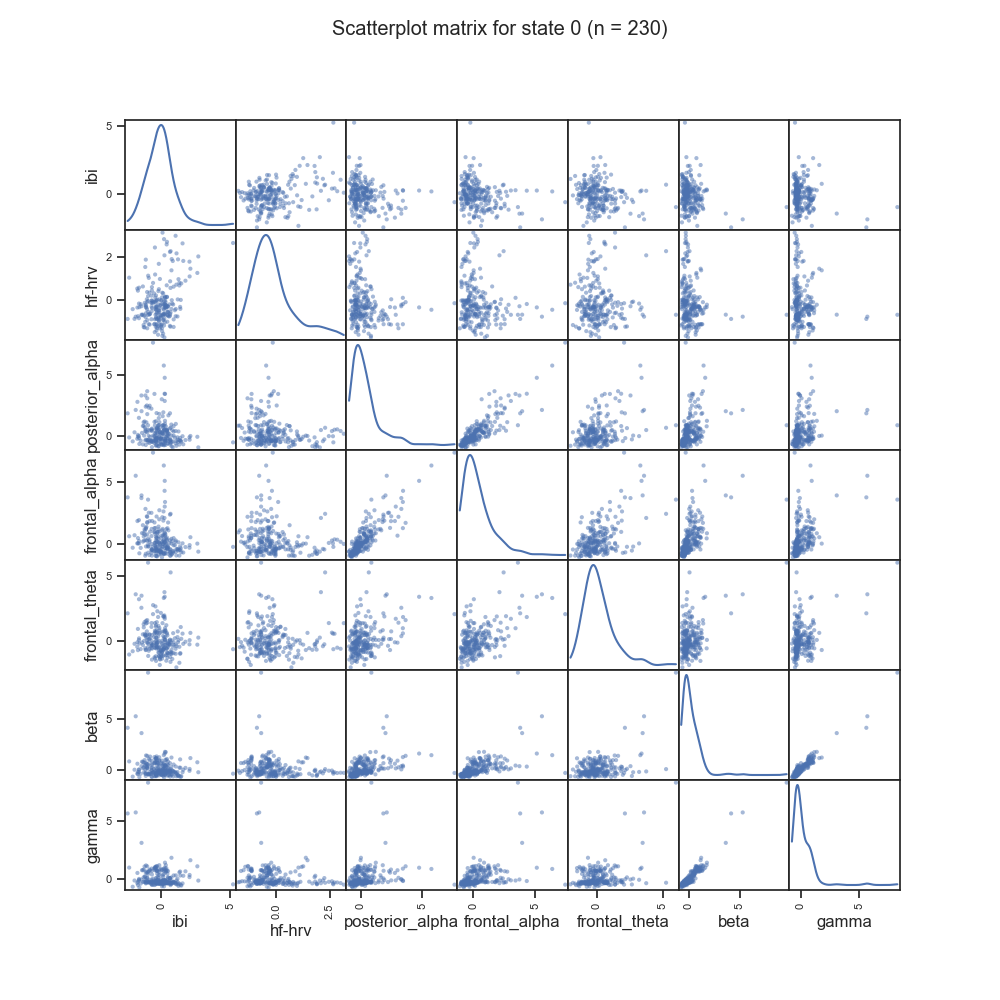 Scatterplot matrix for state 0 (n = 230)
ibi
5
0
hf-hrv
2
0
posterior_alpha
5
0
frontal_alpha
5
0
frontal_theta
5
0
beta
5
0
gamma
5
0
0 5 0.0 2.5 0 5 0 5 0 5 0 5 0 5
ibi hf-hrv posterior_alpha frontal_alpha frontal_theta beta gamma